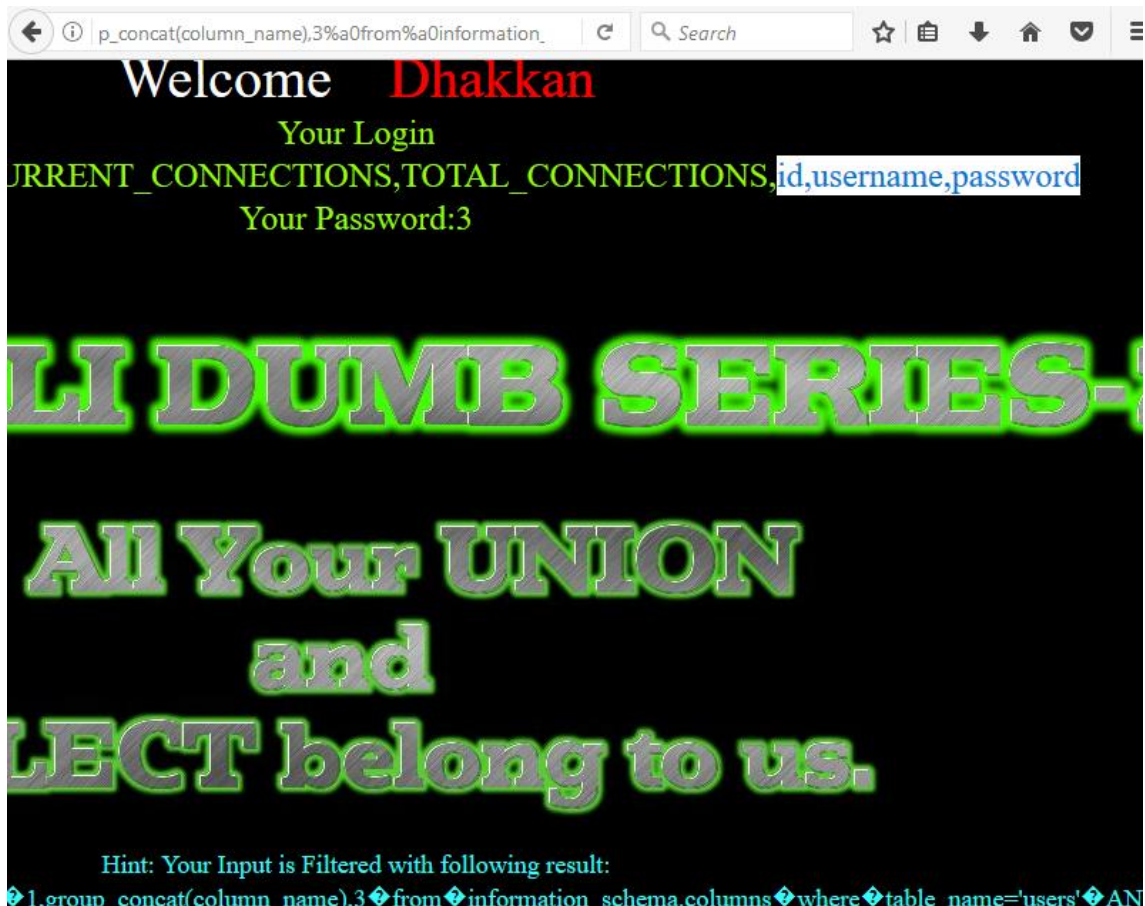 p_concat(column_name),3%a0from%a0information_
Search
Welcome Dhakkan
Your Login
URRENT_CONNECTIONS,TOTAL_CONNECTIONS,id,username,password
Your Password:3
LI DUMB SERIES-
All Your UNION
and
LECT belong to us.
Hint: Your Input is Filtered with following result:
�1,group_concat(column_name),3�from�information_schema.columns�where�table_name='users'�AN